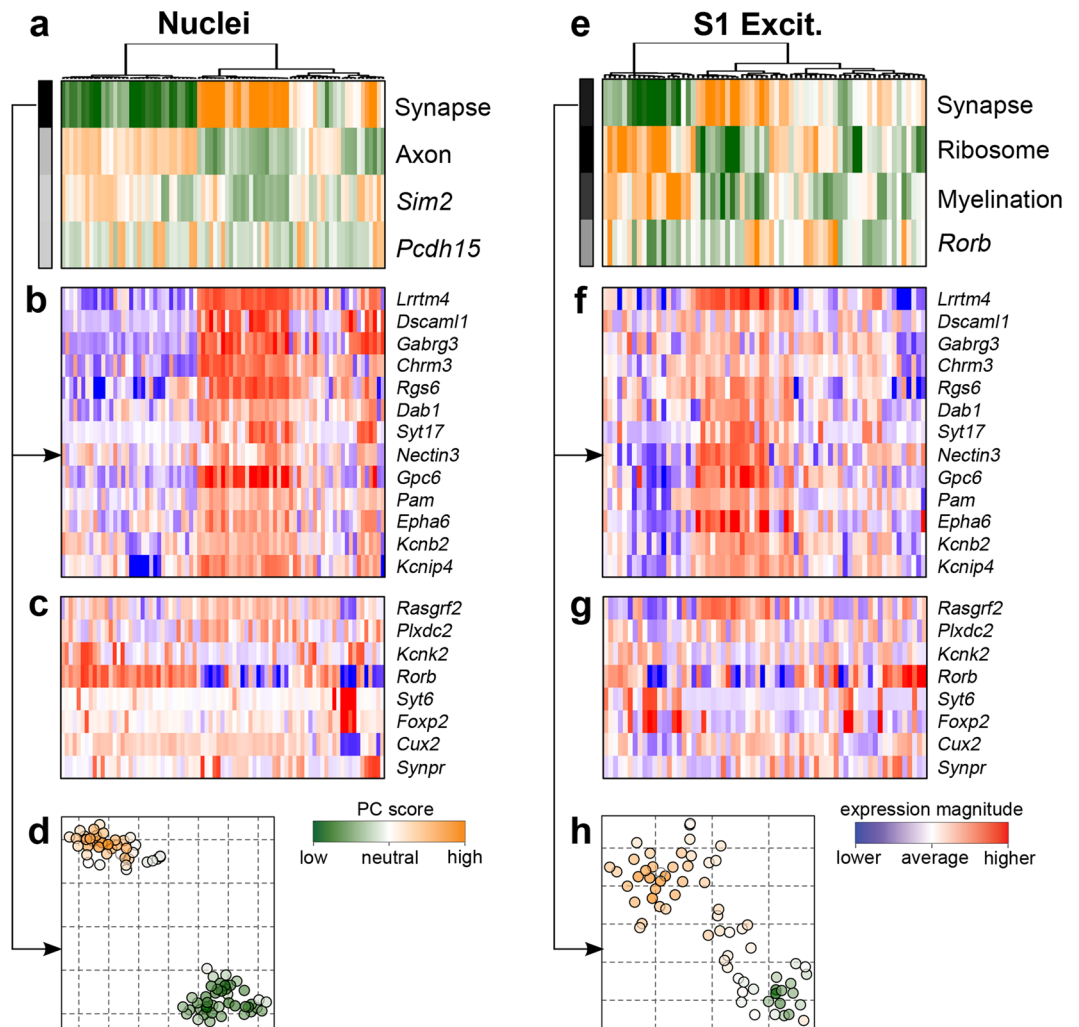 a
Nuclei
Synapse
Axon
Sim2
Pcdh15
b
Lrrtm4
Dscaml1
Gabrg3
Chrm3
Rgs6
Dab1
Syt17
Nectin3
Gpc6
Pam
Epha6
Kcnb2
Kcnip4
c
Rasgrf2
Plxdc2
Kcnk2
Rorb
Syt6
Foxp2
Cux2
Synpr
d
PC score
low neutral high
e
S1 Excit.
Synapse
Ribosome
Myelination
Rorb
f
Lrrtm4
Dscaml1
Gabrg3
Chrm3
Rgs6
Dab1
Syt17
Nectin3
Gpc6
Pam
Epha6
Kcnb2
Kcnip4
g
Rasgrf2
Plxdc2
Kcnk2
Rorb
Syt6
Foxp2
Cux2
Synpr
h
expression magnitude
lower average higher